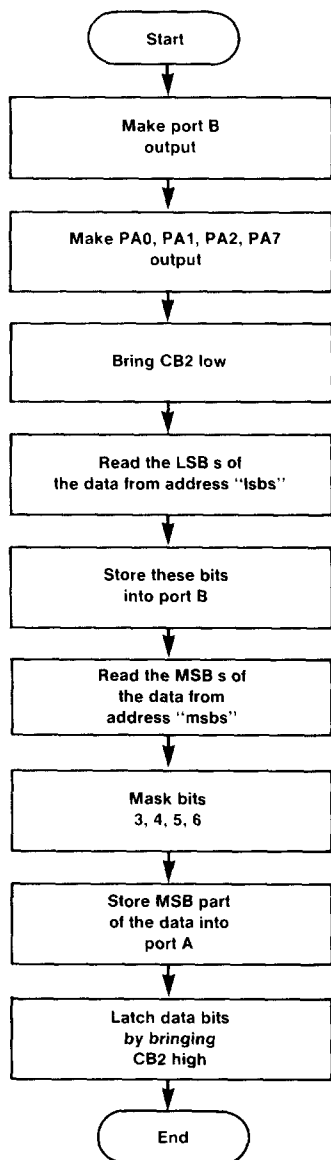 Start
Make port B
output
Make PA0, PA1, PA2, PA7
output
Bring CB2 low
Read the LSB s of
the data from address "lsbs"
Store these bits
into port B
Read the MSB s of
the data from
address "msbs"
Mask bits
3, 4, 5, 6
Store MSB part
of the data into
port A
Latch data bits
by bringing
CB2 high
End